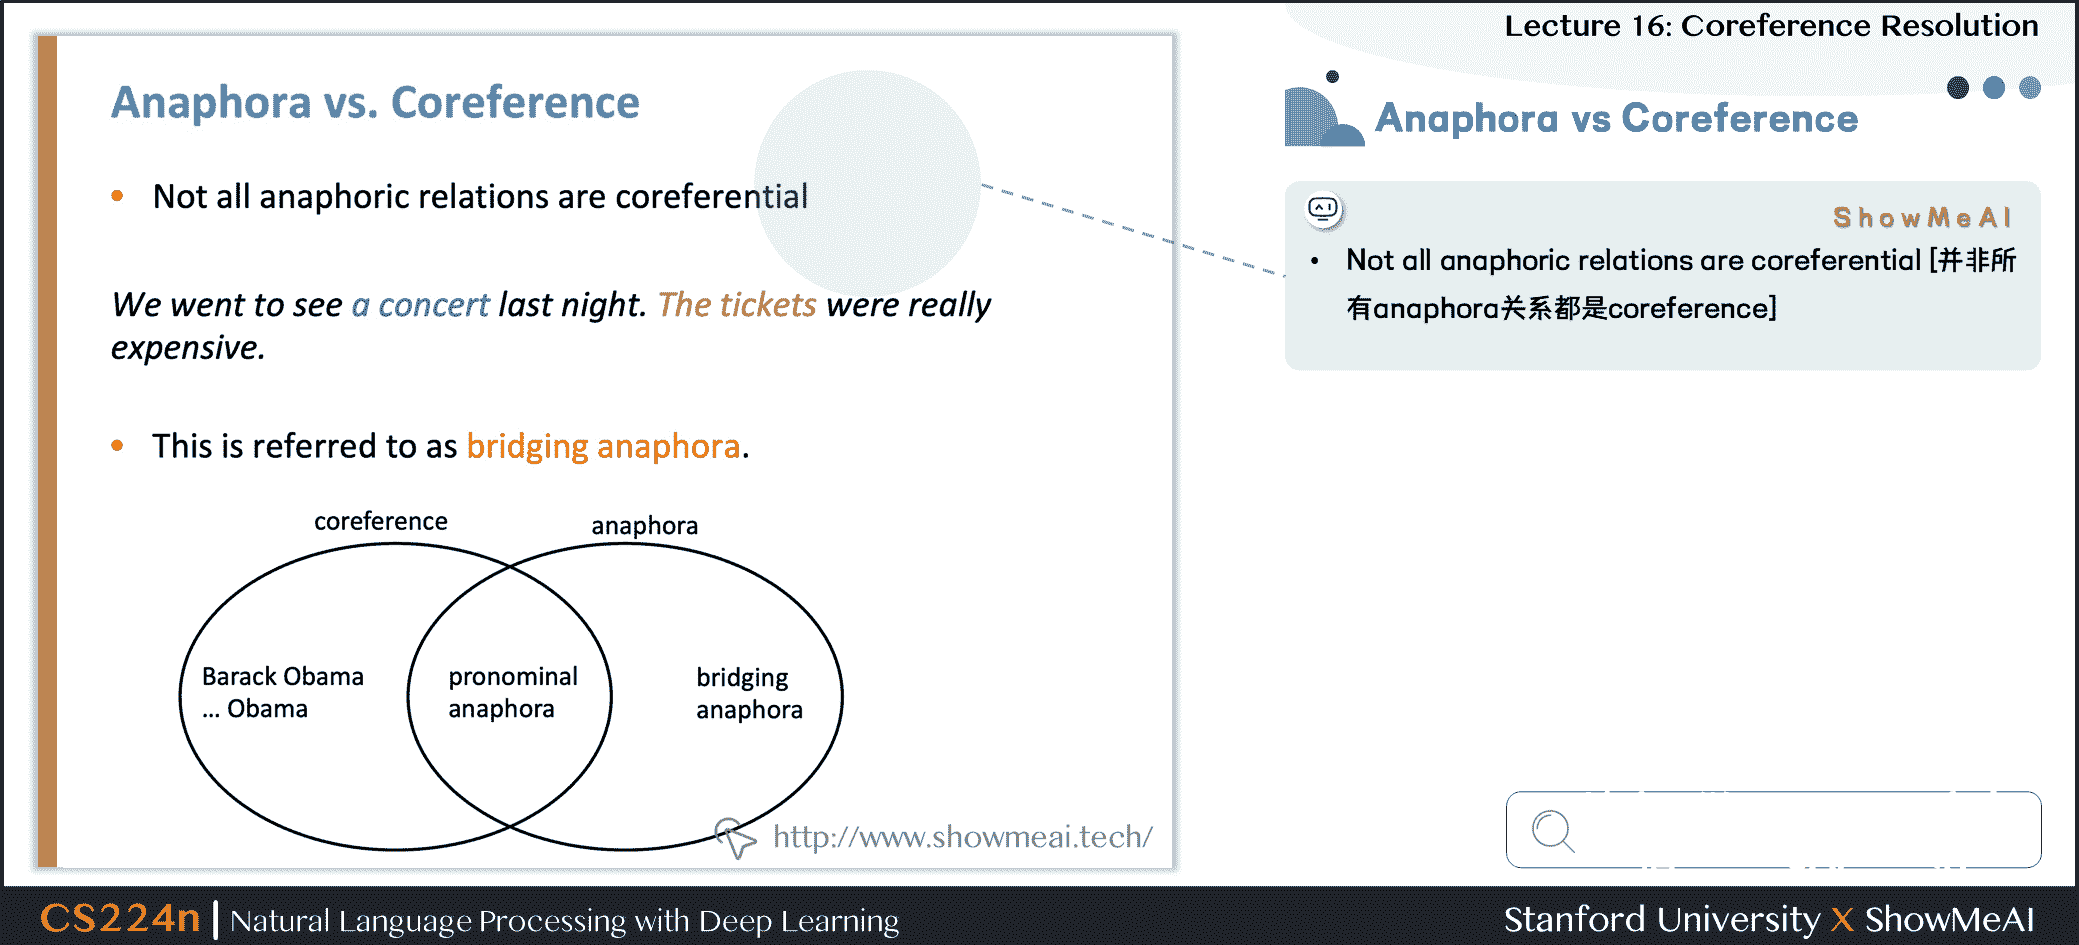 Lecture 16: Coreference Resolution
Anaphora vs. Coreference
• Not all anaphoric relations are coreferential
We went to see a concert last night. The tickets were really
expensive.
• This is referred to as bridging anaphora.
coreference
anaphora
Barack Obama
... Obama
pronominal
anaphora
bridging
anaphora
http://www.showmeai.tech/
Anaphora vs Coreference
ShowMeAI
• Not all anaphoric relations are coreferential [并非所
有anaphora关系都是coreference]
CS224n | Natural Language Processing with Deep Learning
Stanford University X ShowMeAI